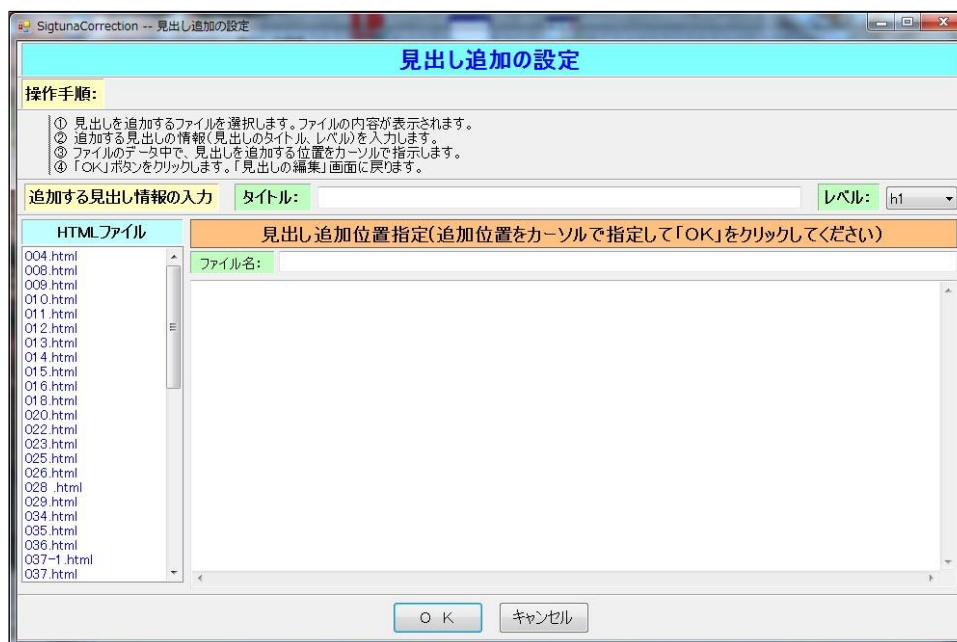 SigtunaCorrection -- 見出し追加の設定
見出し追加の設定
操作手順:
① 見出しを追加するファイルを選択します。ファイルの内容が表示されます。
② 追加する見出しの情報(見出しのタイトル、レベル)を入力します。
③ ファイルのデータ中で、見出しを追加する位置をカーソルで指示します。
④ 「OK」ボタンをクリックします。「見出しの編集」画面に戻ります。
追加する見出し情報の入力 タイトル: レベル: h1
HTMLファイル
見出し追加位置指定(追加位置をカーソルで指定して「OK」をクリックしてください)
ファイル名:
004.html
008.html
009.html
010.html
011.html
012.html
013.html
014.html
015.html
016.html
018.html
020.html
022.html
023.html
025.html
026.html
028 .html
029.html
034.html
035.html
036.html
037-1.html
037.html
OK キャンセル